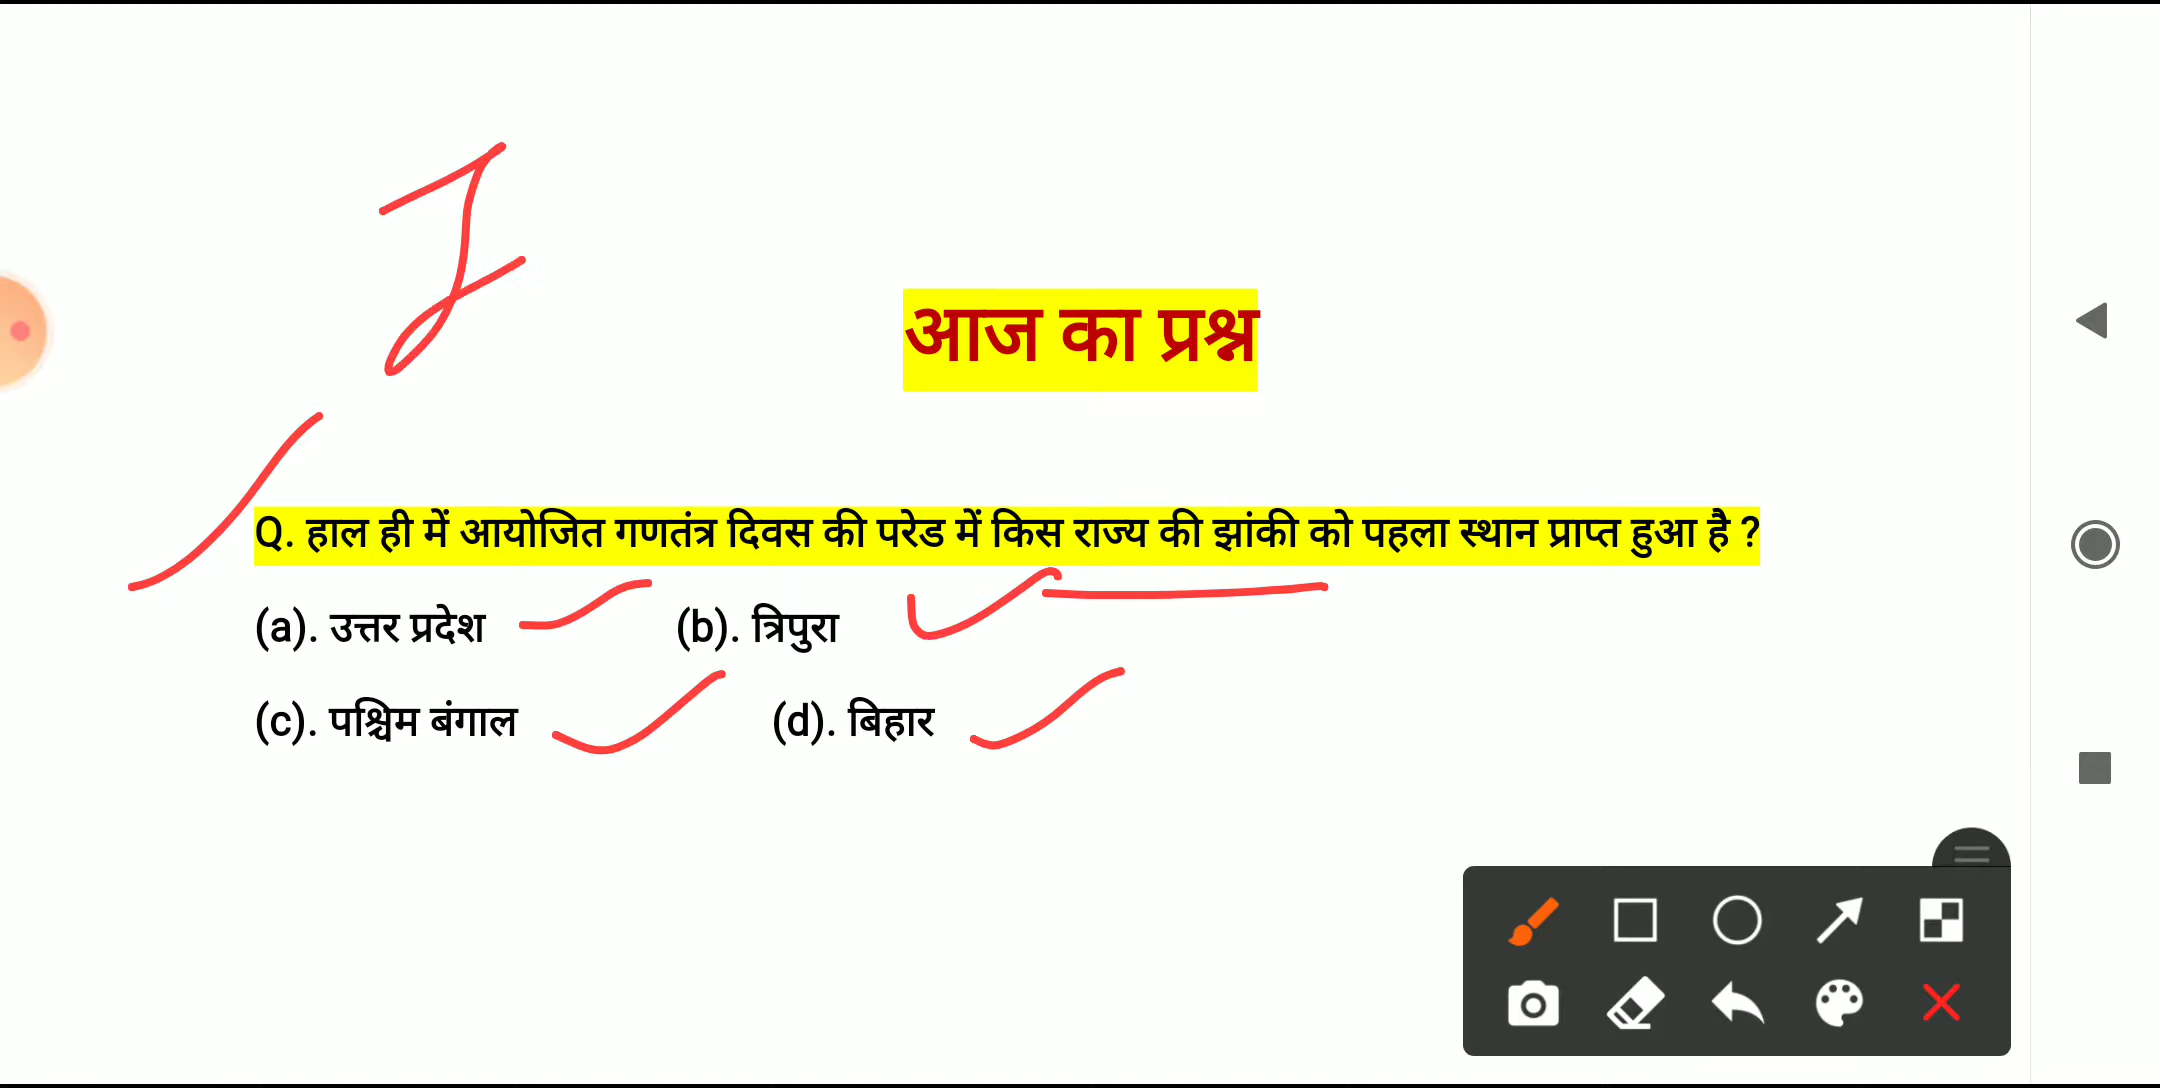 आज का प्रश्न
Q. हाल ही में आयोजित गणतंत्र दिवस की परेड में किस राज्य की झांकी को पहला स्थान प्राप्त हुआ है ?
(a). उत्तर प्रदेश (b). त्रिपुरा
(c). पश्चिम बंगाल (d). बिहार